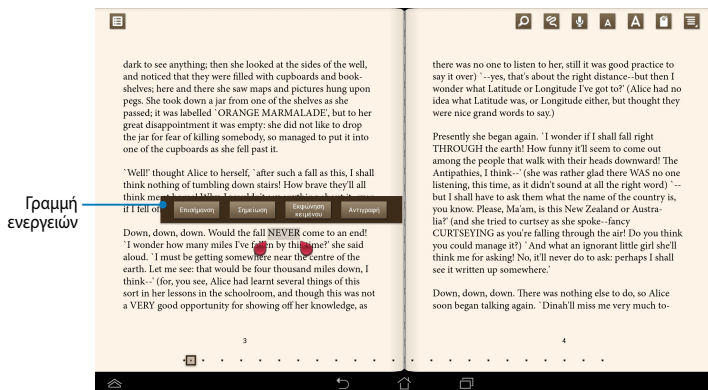 A A
dark to see anything; then she looked at the sides of the well,
and noticed that they were filled with cupboards and book-
shelves; here and there she saw maps and pictures hung upon
pegs. She took down a jar from one of the shelves as she
passed; it was labelled `ORANGE MARMALADE', but to her
great disappointment it was empty: she did not like to drop
the jar for fear of killing somebody, so managed to put it into
one of the cupboards as she fell past it.
`Well!' thought Alice to herself, `after such a fall as this, I shall
think nothing of tumbling down stairs! How brave they'll all
think me at
if I fell of
Γραμμή
ενεργειών
Επισήμανση
Σημείωση
Εκφώνηση
κειμένου
Αντιγραφή
Down, down, down. Would the fall NEVER come to an end!
`I wonder how many miles I've fallen by this time?' she said
aloud. `I must be getting somewhere near the centre of the
earth. Let me see: that would be four thousand miles down, I
think--' (for, you see, Alice had learnt several things of this
sort in her lessons in the schoolroom, and though this was not
a VERY good opportunity for showing off her knowledge, as
3
there was no one to listen to her, still it was good practice to
say it over) `--yes, that's about the right distance--but then I
wonder what Latitude or Longitude I've got to?' (Alice had no
idea what Latitude was, or Longitude either, but thought they
were nice grand words to say.)
Presently she began again. `I wonder if I shall fall right
THROUGH the earth! How funny it'll seem to come out
among the people that walk with their heads downward! The
Antipathies, I think--' (she was rather glad there WAS no one
listening, this time, as it didn't sound at all the right word) `--
but I shall have to ask them what the name of the country is,
you know. Please, Ma'am, is this New Zealand or Austra-
lia?' (and she tried to curtsey as she spoke--fancy
CURTSEYING as you're falling through the air! Do you think
you could manage it?) `And what an ignorant little girl she'll
think me for asking! No, it'll never do to ask: perhaps I shall
see it written up somewhere.'
Down, down, down. There was nothing else to do, so Alice
soon began talking again. `Dinah'll miss me very much to-
4